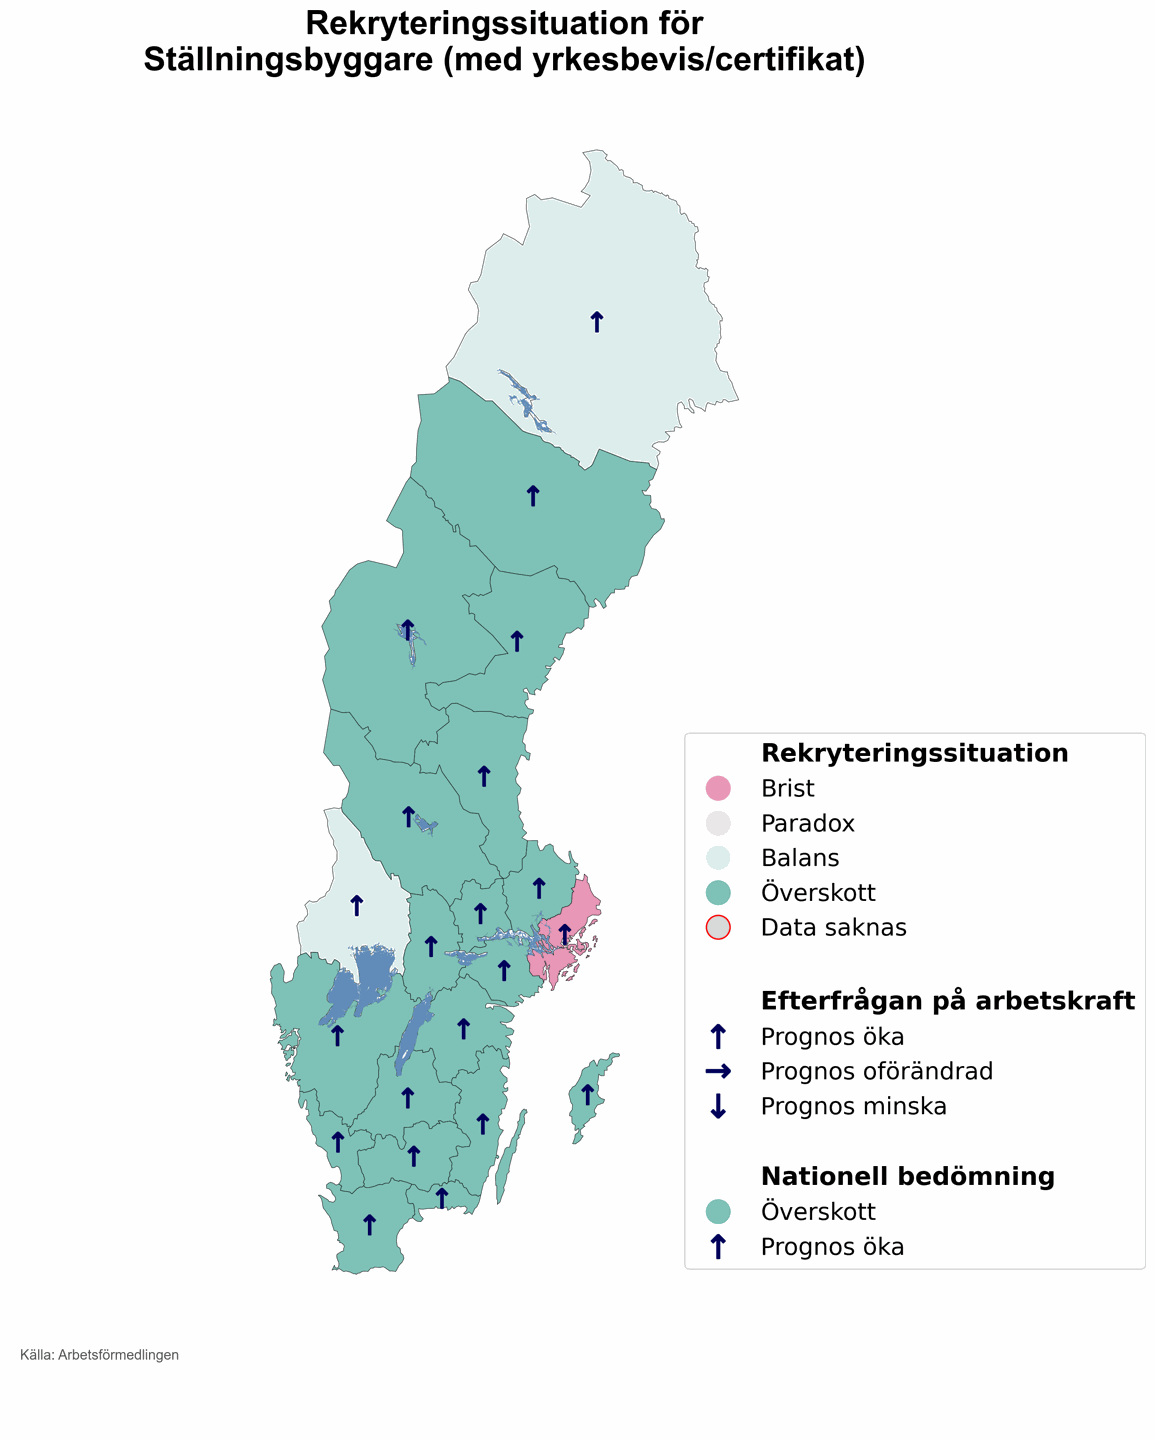 Rekryteringssituation för
Ställningsbyggare (med yrkesbevis/certifikat)
Rekryteringssituation
Brist
Paradox
Balans
Överskott
Data saknas
Efterfrågan på arbetskraft
Prognos öka
Prognos oförändrad
Prognos minska
Nationell bedömning
Överskott
Prognos öka
Källa: Arbetsförmedlingen